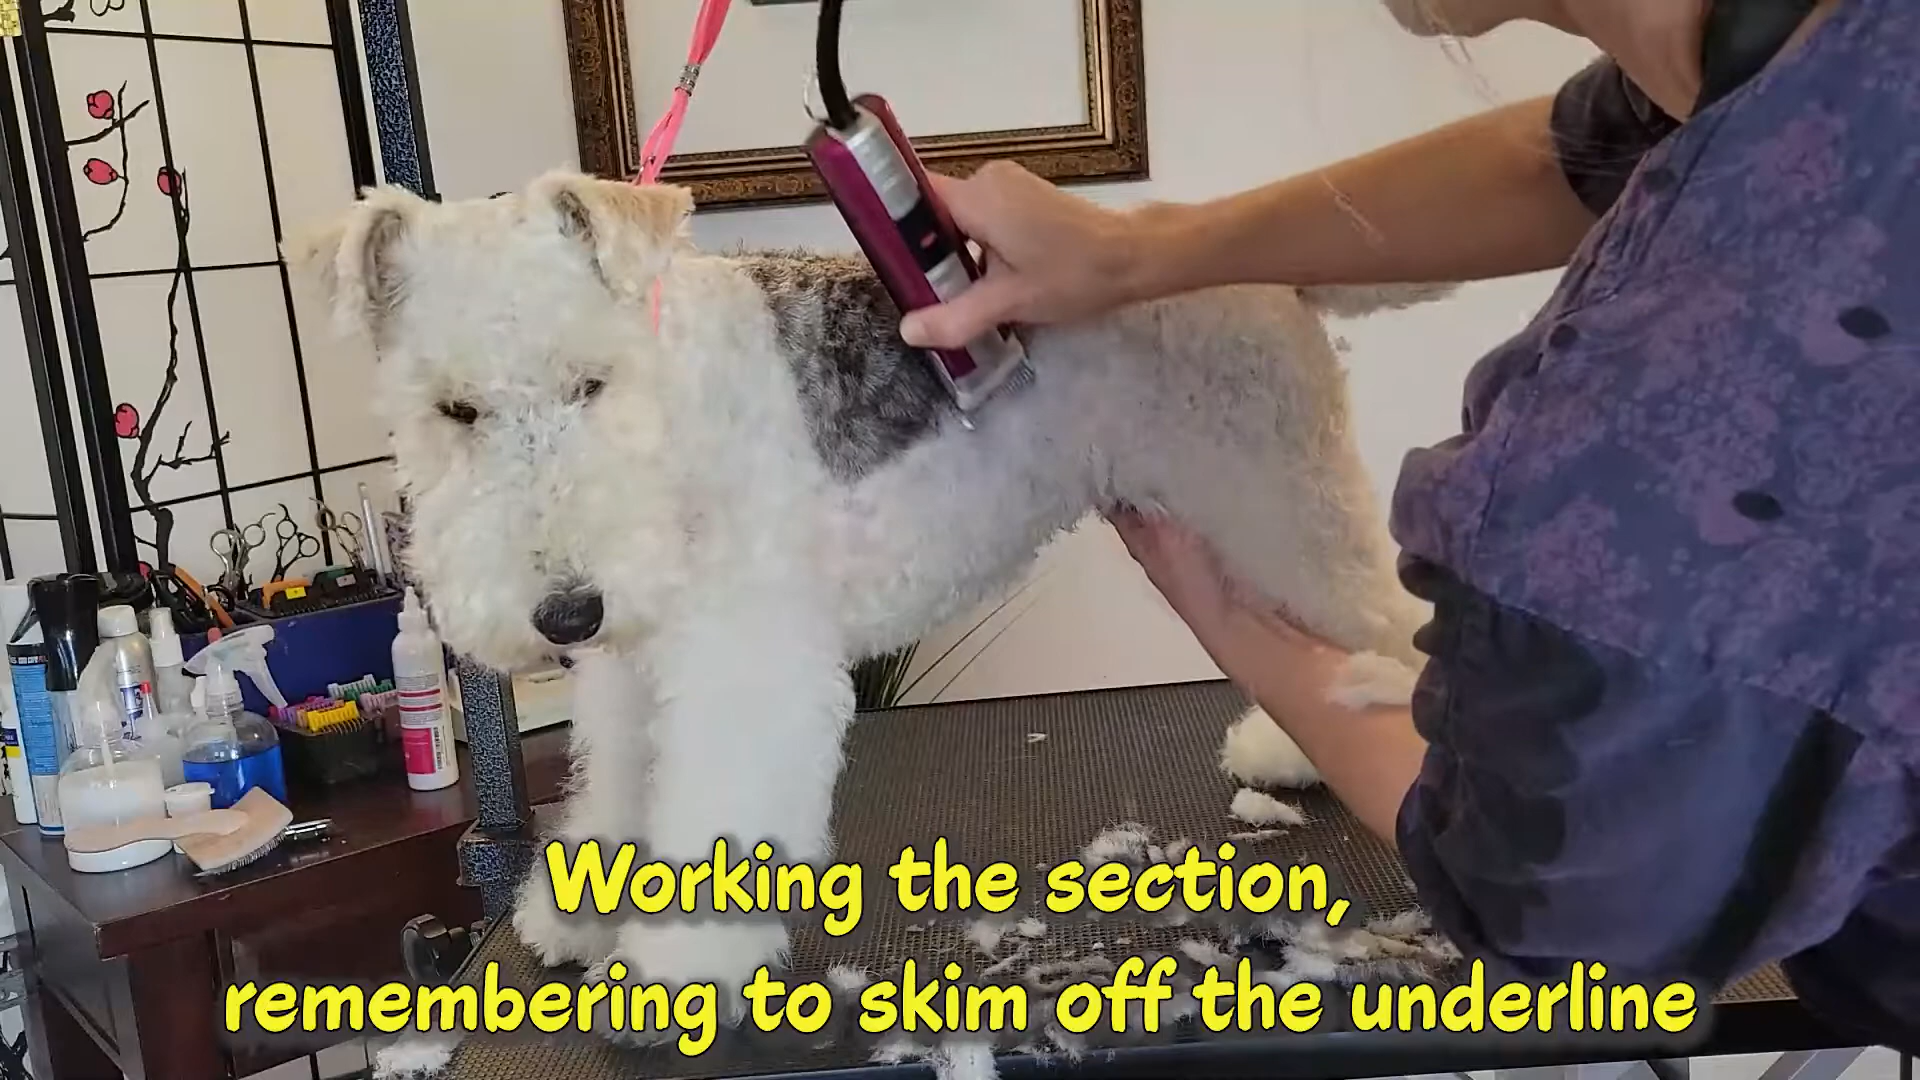 Working the section,
remembering to skim off the underline